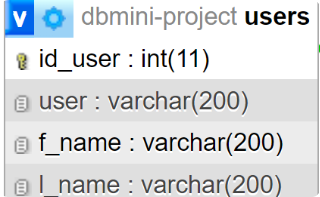 v dbmini-project users
id_user : int(11)
user : varchar(200)
f_name : varchar(200)
l_name : varchar(200)